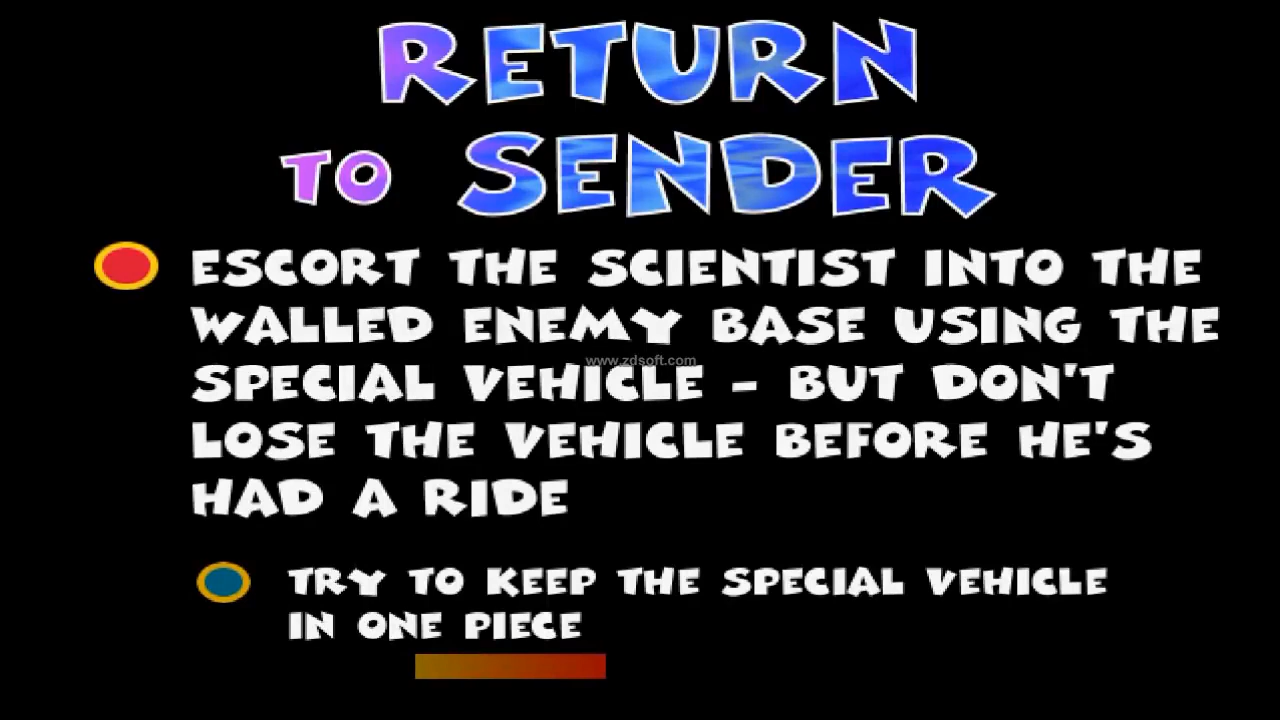 RETURN
TO SENDER
ESCORT THE SCIENTIST INTO THE
WALLED ENEMY BASE USING THE
www.zdsoft.com
SPECIAL VEHICLE - BUT DON'T
LOSE THE VEHICLE BEFORE HE'S
HAD A RIDE
TRY TO KEEP THE SPECIAL VEHICLE
IN ONE PIECE